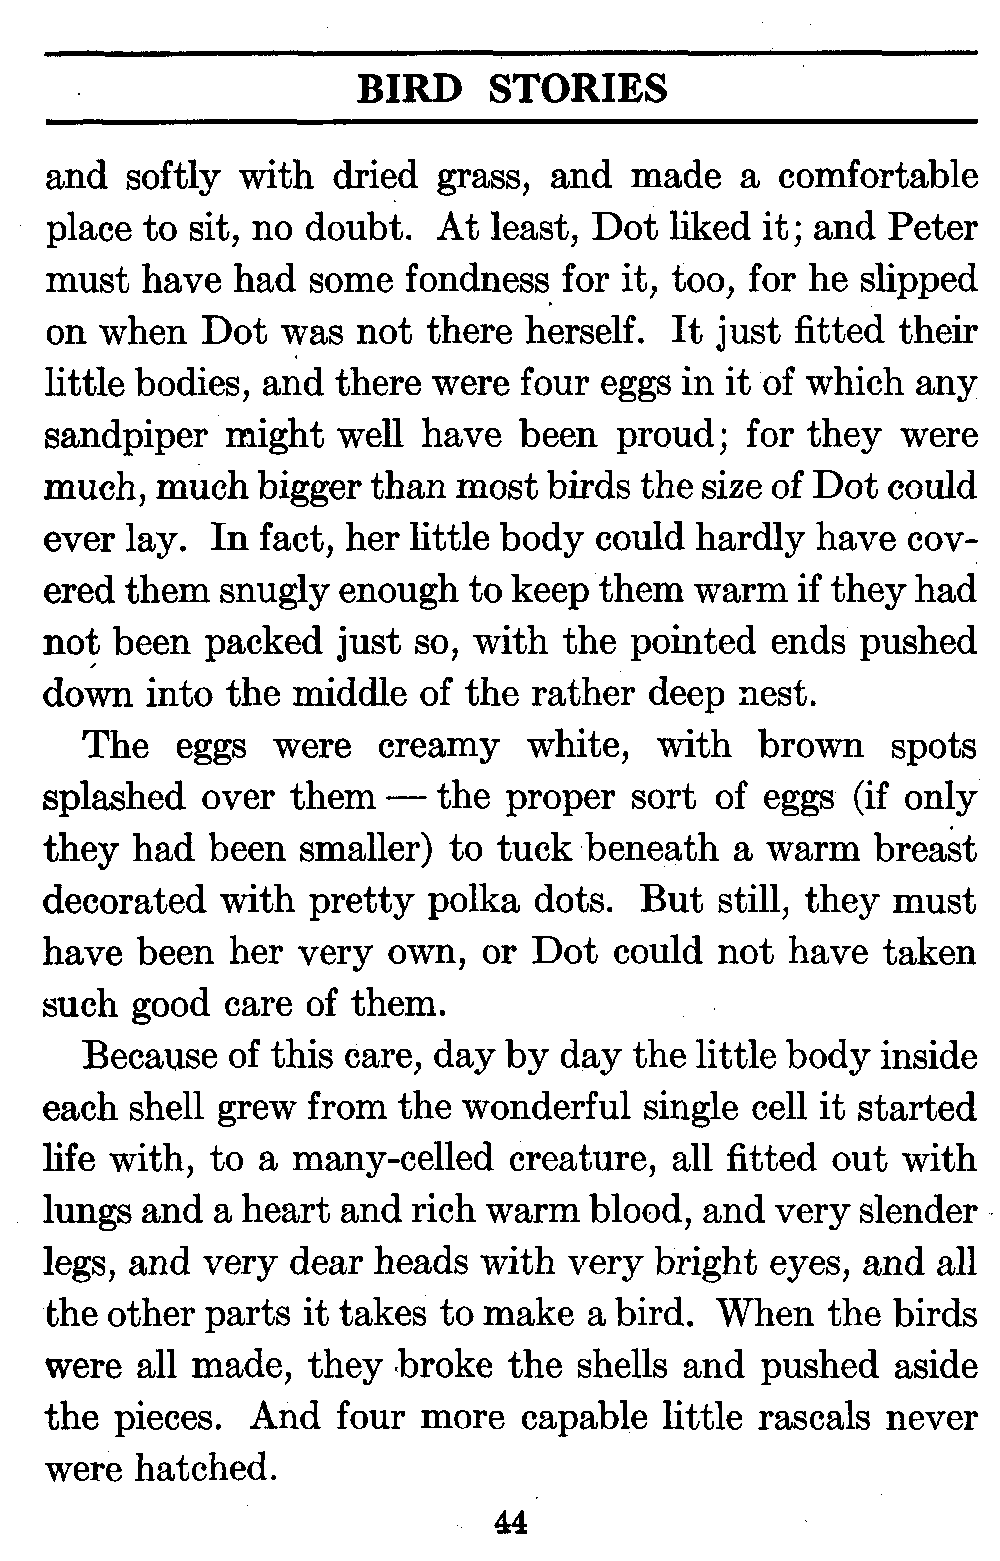 BIRD STORIES
and softly with dried grass, and made a comfortable
place to sit, no doubt. At least, Dot liked it; and Peter
must have had some fondness for it, too, for he slipped
on when Dot was not there herself. It just fitted their
little bodies, and there were four eggs in it of which any
sandpiper might well have been proud; for they were
much, much bigger than most birds the size of Dot could
ever lay. In fact, her little body could hardly have cov-
ered them snugly enough to keep them warm if they had
not been packed just so, with the pointed ends pushed
down into the middle of the rather deep nest.
The eggs were creamy white, with brown spots
splashed over them — the proper sort of eggs (if only
they had been smaller) to tuck beneath a warm breast
decorated with pretty polka dots. But still, they must
have been her very own, or Dot could not have taken
such good care of them.
Because of this care, day by day the little body inside
each shell grew from the wonderful single cell it started
life with, to a many-celled creature, all fitted out with
lungs and a heart and rich warm blood, and very slender
legs, and very dear heads with very bright eyes, and all
the other parts it takes to make a bird. When the birds
were all made, they broke the shells and pushed aside
the pieces. And four more capable little rascals never
were hatched.
44